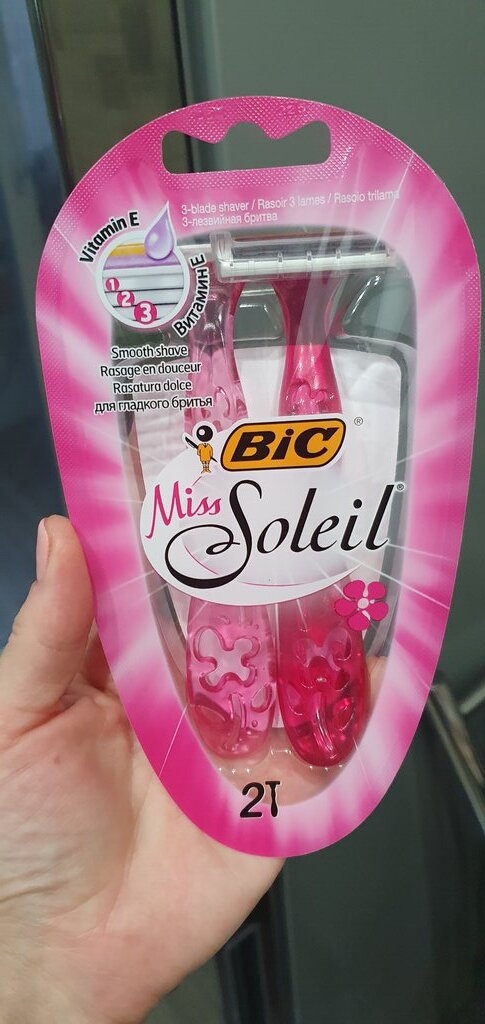 3-blade shaver / Rasoir 3 lames / Rasoio trilama
3-лезвийная бритва
Vitamin E
Витамин Е
1
2
3
Smooth shave
Rasage en douceur
Rasatura dolce
для гладкого бритья
BiC ®
Miss Soleil ®
2